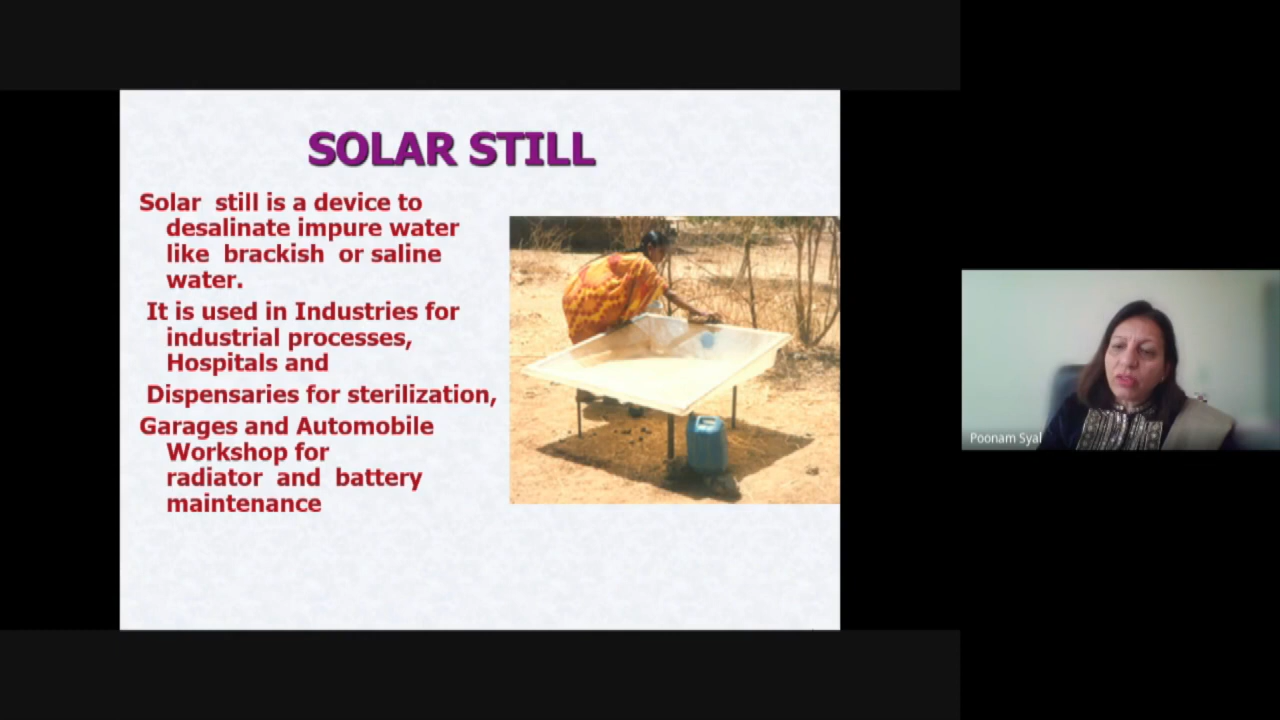 SOLAR STILL
Solar still is a device to
desalinate impure water
like brackish or saline
water.
It is used in Industries for
industrial processes,
Hospitals and
Dispensaries for sterilization,
Garages and Automobile
Workshop for
radiator and battery
maintenance
Poonam Syal